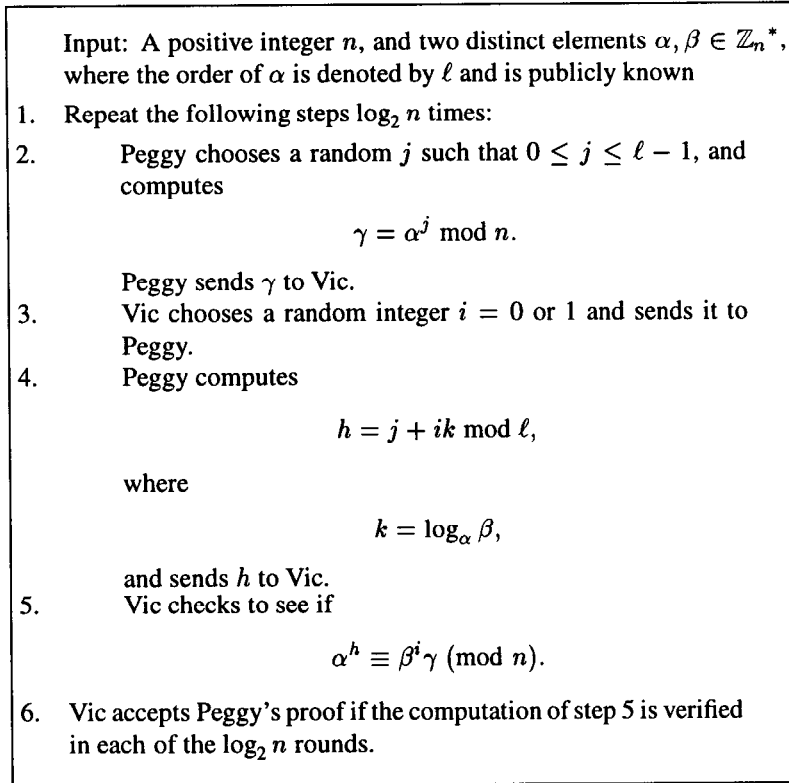 Input: A positive integer n, and two distinct elements α, β ∈ ℤₙ*,
where the order of α is denoted by ℓ and is publicly known
1. Repeat the following steps log₂ n times:
2. Peggy chooses a random j such that 0 ≤ j ≤ ℓ − 1, and
computes
γ = αʲ mod n.
Peggy sends γ to Vic.
3. Vic chooses a random integer i = 0 or 1 and sends it to
Peggy.
4. Peggy computes
h = j + ik mod ℓ,
where
k = log_α β,
and sends h to Vic.
5. Vic checks to see if
αʰ ≡ βⁱγ (mod n).
6. Vic accepts Peggy's proof if the computation of step 5 is verified
in each of the log₂ n rounds.